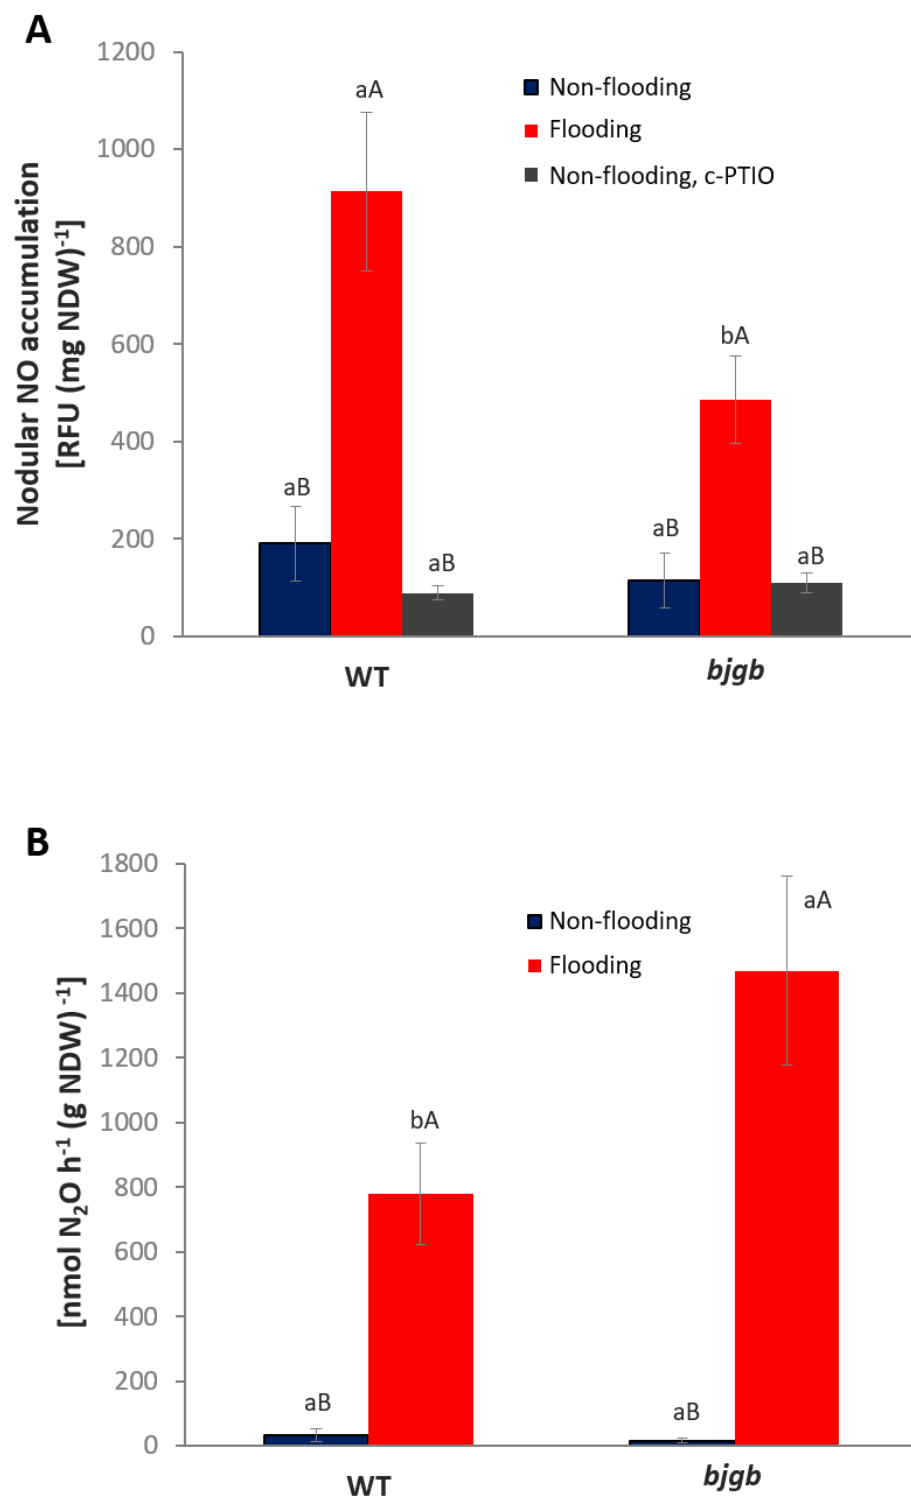 A
1200
1000
800
600
400
200
0
Nodular NO accumulation
[RFU (mg NDW)-1]
Non-flooding
Flooding
Non-flooding, c-PTIO
aB
aA
aB
aB
bA
aB
WT
bjgb
B
1800
1600
1400
1200
1000
800
600
400
200
0
[nmol N2O h-1 (g NDW) -1]
Non-flooding
Flooding
aB
bA
aB
aA
WT
bjgb